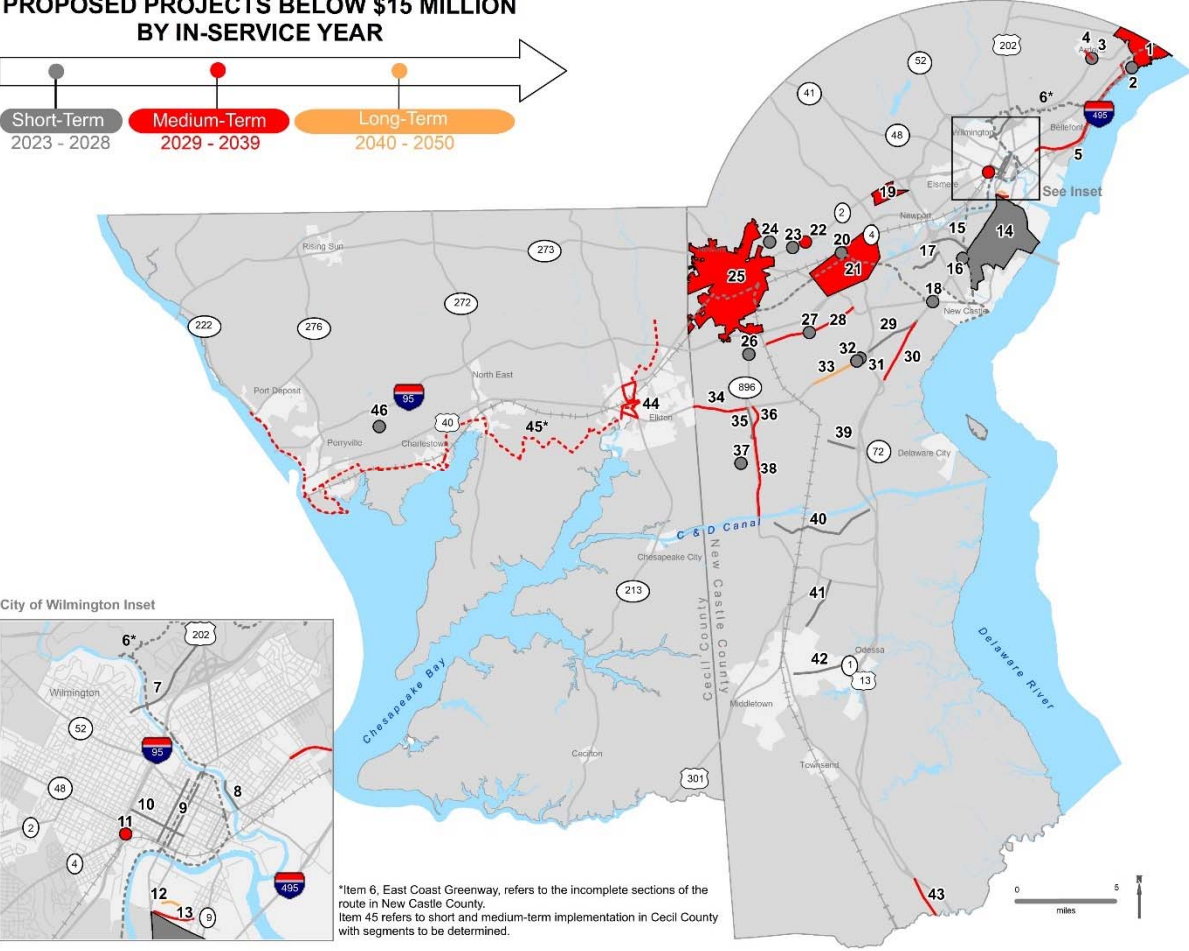 PROPOSED PROJECTS BELOW $15 MILLION
BY IN-SERVICE YEAR
Short-Term
2023 - 2028
Medium-Term
2029 - 2039
Long-Term
2040 - 2050
202
52
41
48
4
3
1
2
6*
Wilmington
Bellefont
495
5
See Inset
Elsmere
19
2
Newport
4
15
14
17
16
18
New Castle
24
23
22
20
21
25
273
272
222
276
Rising Sun
27
28
29
26
32
31
33
30
896
34
35
36
37
38
39
72
Delaware City
Port Deposit
North East
95
46
40
Perryville
Charlestown
45*
44
Elkton
C & D Canal
40
Chesapeake City
213
41
42
Odessa
1
13
Middletown
Cecil County
New Castle County
Chesapeake Bay
Delaware River
Cecilton
Townsend
301
43
0 5
miles
N
City of Wilmington Inset
6*
202
7
Wilmington
52
95
48
10
9
8
2
11
4
495
12
13
9
*Item 6, East Coast Greenway, refers to the incomplete sections of the
route in New Castle County.
Item 45 refers to short and medium-term implementation in Cecil County
with segments to be determined.